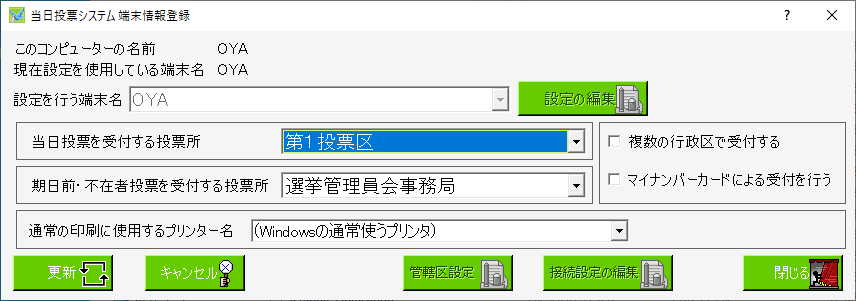 当日投票システム 端末情報登録
このコンピューターの名前 OYA
現在設定を使用している端末名 OYA
設定を行う端末名 OYA 設定の編集
当日投票を受付する投票所 第1投票区
複数の行政区で受付する
期日前・不在者投票を受付する投票所 選挙管理委員会事務局
マイナンバーカードによる受付を行う
通常の印刷に使用するプリンター名 (Windowsの通常使うプリンタ)
更新 キャンセル 管轄区設定 接続設定の編集 閉じる